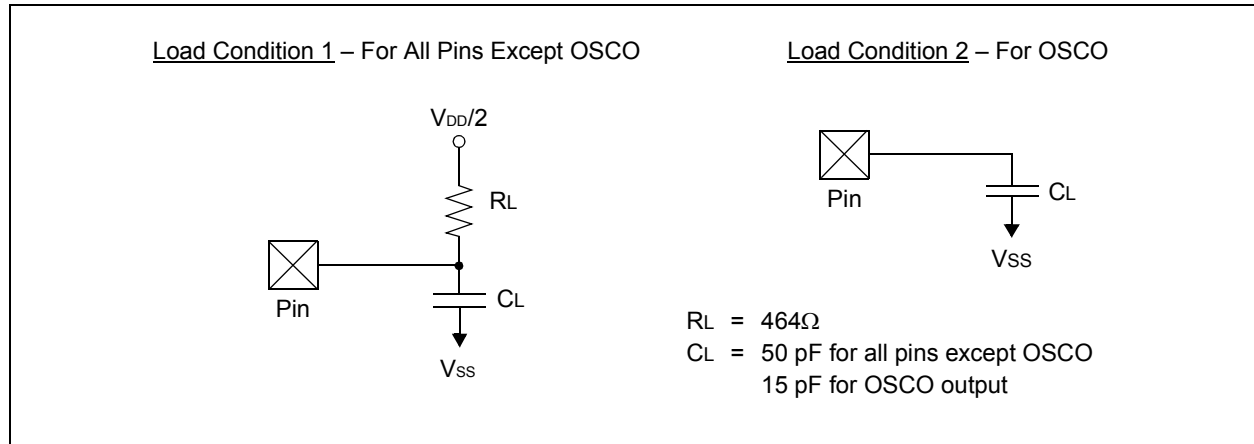 Load Condition 1 – For All Pins Except OSCO
VDD/2
RL
Pin
CL
VSS
Load Condition 2 – For OSCO
Pin
CL
VSS
RL = 464Ω
CL = 50 pF for all pins except OSCO
15 pF for OSCO output